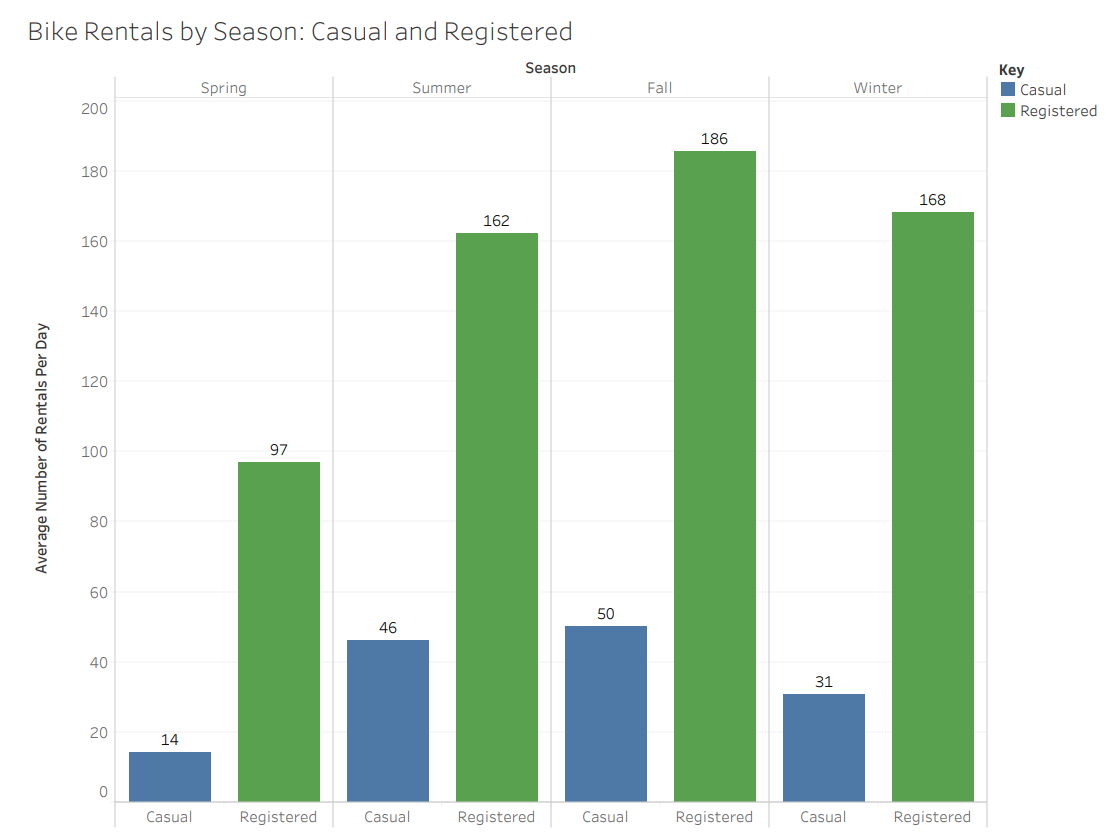 Bike Rentals by Season: Casual and Registered
Season
Key
Spring Summer Fall Winter
Casual
Registered
Average Number of Rentals Per Day
200
180
160
140
120
100
80
60
40
20
0
14 97 46 162 50 186 31 168
Casual Registered Casual Registered Casual Registered Casual Registered